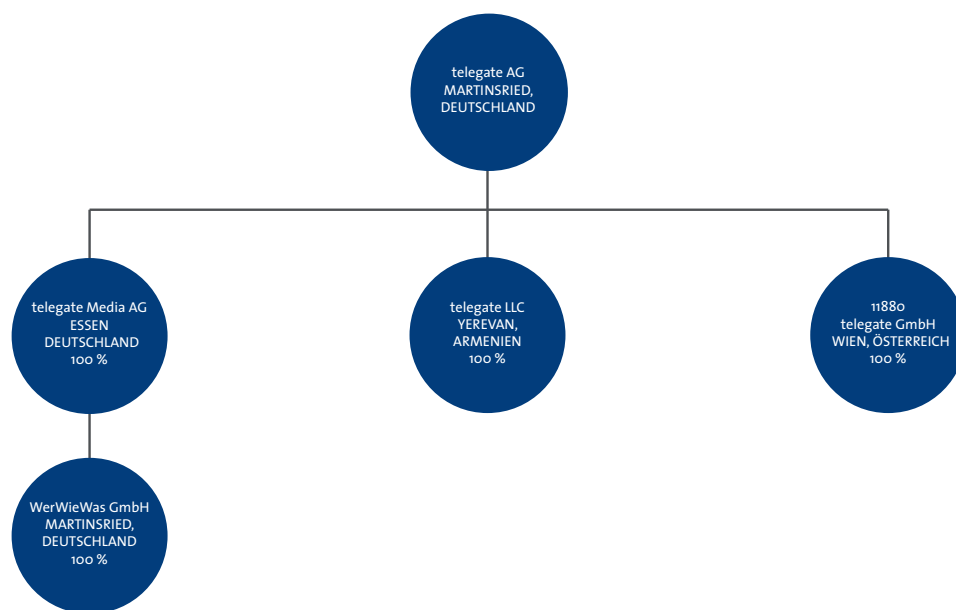 telegate AG
MARTINSRIED,
DEUTSCHLAND
telegate Media AG
ESSEN
DEUTSCHLAND
100 %
telegate LLC
YEREVAN,
ARMENIEN
100 %
11880
telegate GmbH
WIEN, ÖSTERREICH
100 %
WerWieWas GmbH
MARTINSRIED,
DEUTSCHLAND
100 %